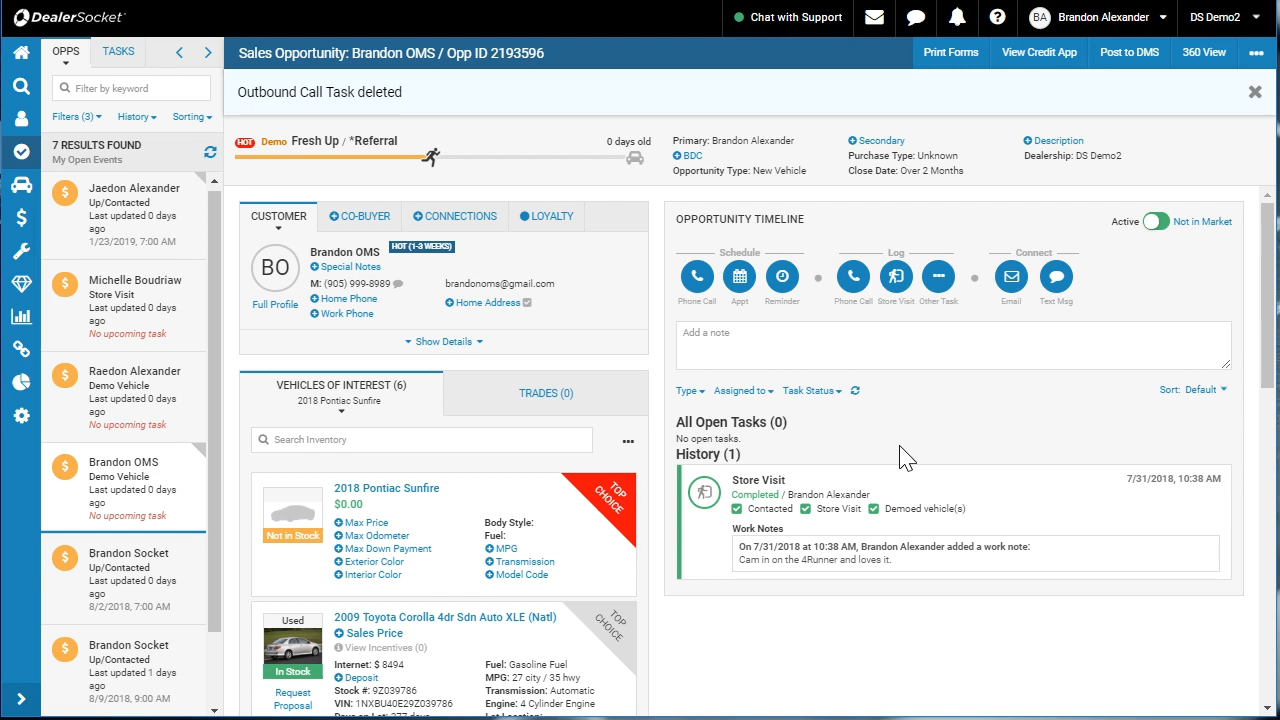 DealerSocket
Chat with Support
BA Brandon Alexander
DS Demo2
OPPS TASKS
Sales Opportunity: Brandon OMS / Opp ID 2193596
Print Forms View Credit App Post to DMS 360 View
Filter by keyword
Filters (3) History Sorting
7 RESULTS FOUND
My Open Events
Jaedon Alexander
Up/Contacted
Last updated 0 days
ago
1/23/2019, 7:00 AM
Michelle Boudriaw
Store Visit
Last updated 0 days
ago
No upcoming task
Raedon Alexander
Demo Vehicle
Last updated 0 days
ago
No upcoming task
Brandon OMS
Demo Vehicle
Last updated 0 days
ago
No upcoming task
Brandon Socket
Up/Contacted
Last updated 0 days
ago
8/2/2018, 7:00 AM
Brandon Socket
Up/Contacted
Last updated 1 days
ago
8/9/2018, 9:00 AM
Outbound Call Task deleted
HOT Demo Fresh Up / *Referral
0 days old
Primary: Brandon Alexander
BDC
Opportunity Type: New Vehicle
Secondary
Purchase Type: Unknown
Close Date: Over 2 Months
Description
Dealership: DS Demo2
CUSTOMER CO-BUYER CONNECTIONS LOYALTY
BO
Full Profile
Brandon OMS HOT (1-3 WEEKS)
Special Notes
M: (905) 999-8989
Home Phone
Work Phone
brandonoms@gmail.com
Home Address
Show Details
VEHICLES OF INTEREST (6)
2018 Pontiac Sunfire
TRADES (0)
Search Inventory
2018 Pontiac Sunfire
$0.00
Not in Stock
Max Price
Max Odometer
Max Down Payment
Exterior Color
Interior Color
Body Style:
Fuel:
MPG
Transmission
Model Code
TOP
CHOICE
Used
In Stock
Request
Proposal
2009 Toyota Corolla 4dr Sdn Auto XLE (Natl)
Sales Price
View Incentives (0)
Internet: $ 8494
Deposit
Stock #: 9Z039786
VIN: 1NXBU40E29Z039786
Fuel: Gasoline Fuel
MPG: 27 city / 35 hwy
Transmission: Automatic
Engine: 4 Cylinder Engine
TOP
CHOICE
OPPORTUNITY TIMELINE
Active Not in Market
Schedule Log Connect
Phone Call Appt Reminder Phone Call Store Visit Other Task Email Text Msg
Add a note
Type Assigned to Task Status
Sort: Default
All Open Tasks (0)
No open tasks.
History (1)
Store Visit
7/31/2018, 10:38 AM
Completed / Brandon Alexander
Contacted Store Visit Demoed vehicle(s)
Work Notes
On 7/31/2018 at 10:38 AM, Brandon Alexander added a work note:
Cam in on the 4Runner and loves it.